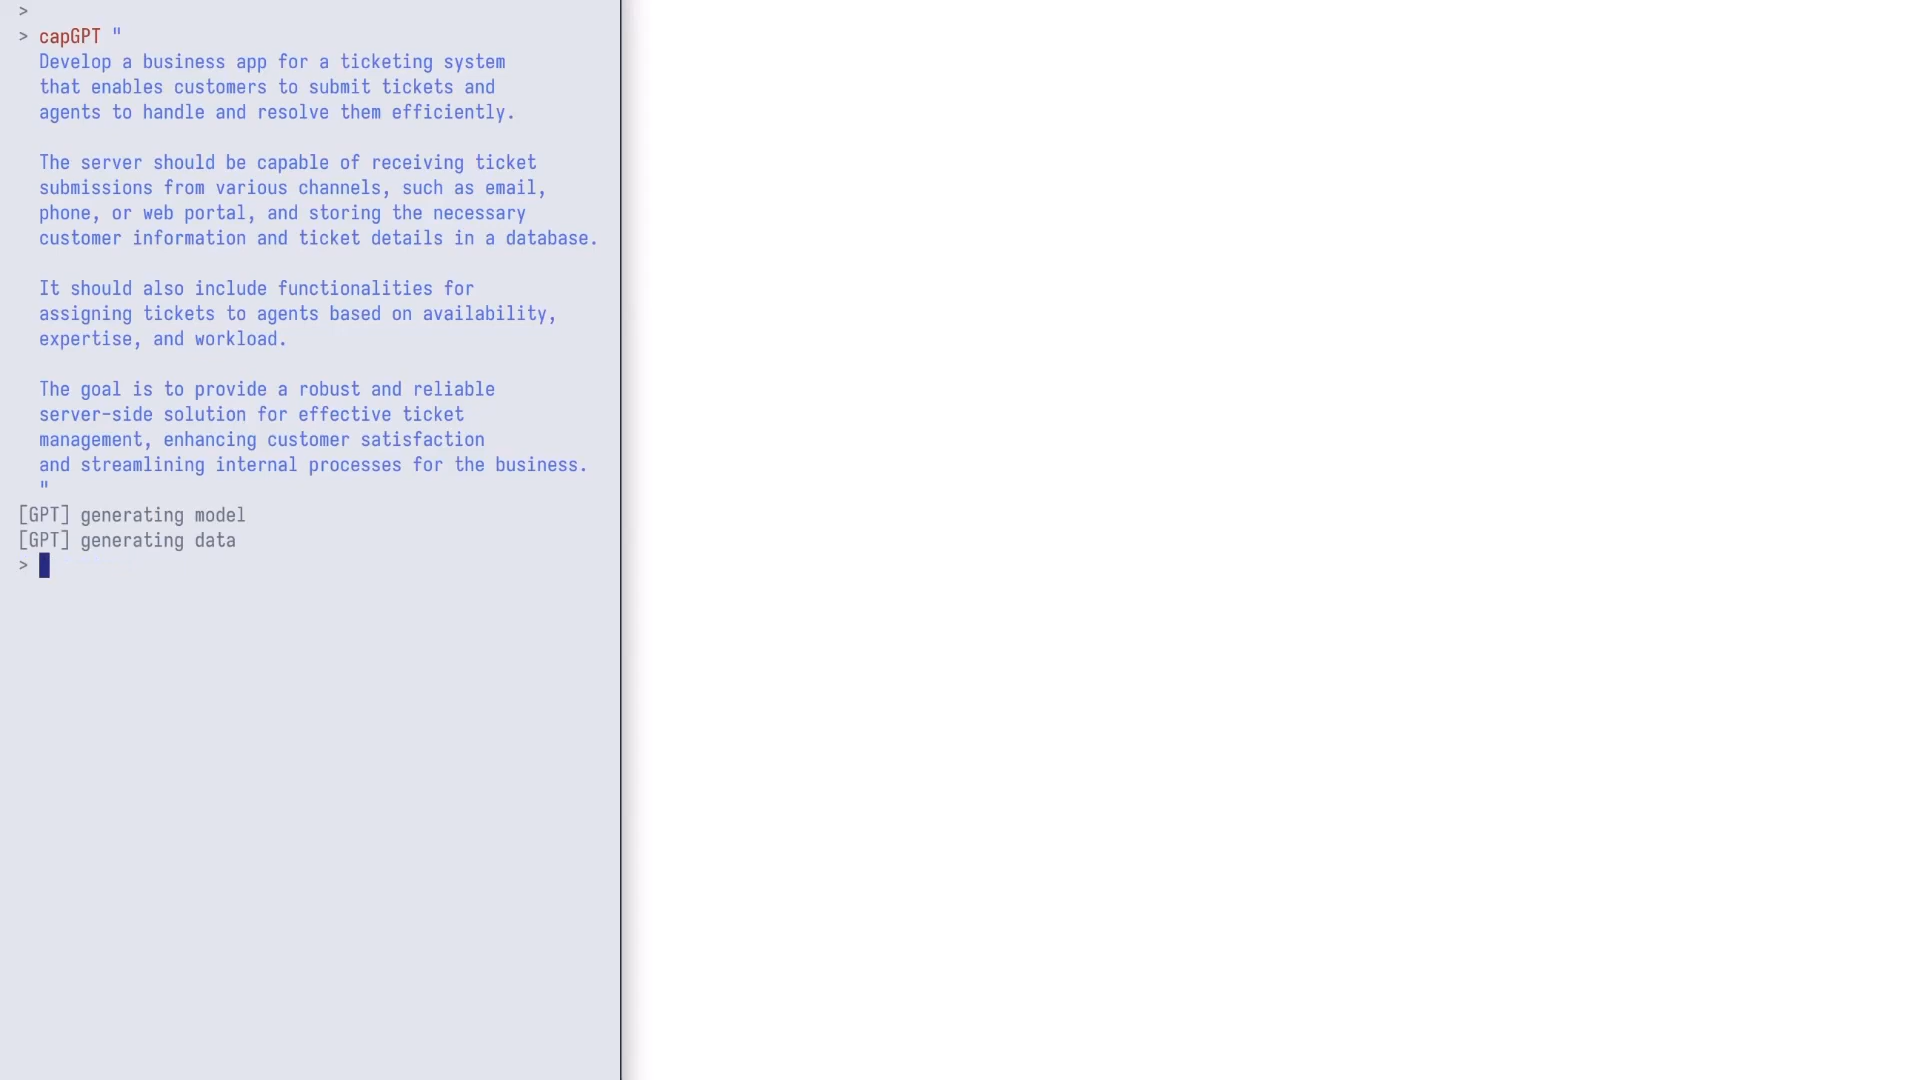 >
> capGPT "
Develop a business app for a ticketing system
that enables customers to submit tickets and
agents to handle and resolve them efficiently.
The server should be capable of receiving ticket
submissions from various channels, such as email,
phone, or web portal, and storing the necessary
customer information and ticket details in a database.
It should also include functionalities for
assigning tickets to agents based on availability,
expertise, and workload.
The goal is to provide a robust and reliable
server-side solution for effective ticket
management, enhancing customer satisfaction
and streamlining internal processes for the business.
"
[GPT] generating model
[GPT] generating data
>